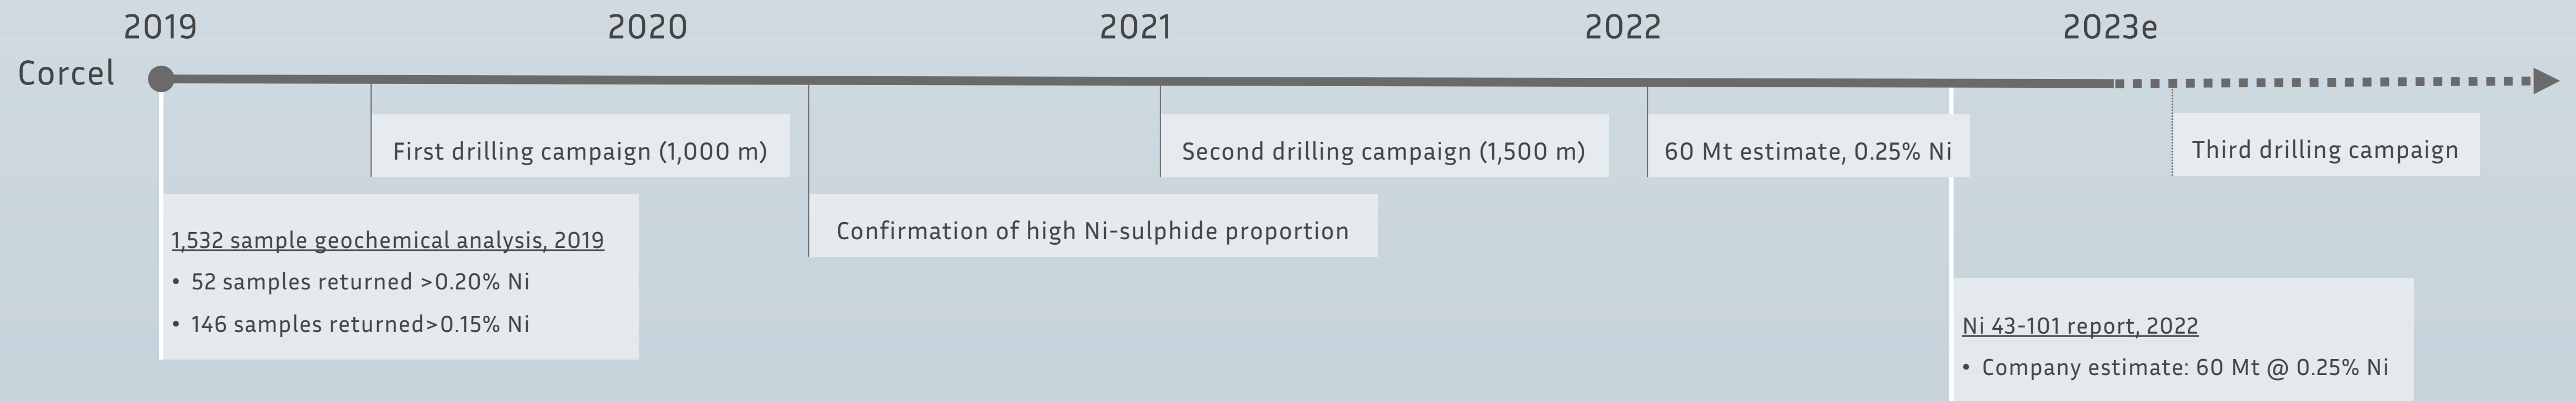 2019 2020 2021 2022 2023e
Corcel
First drilling campaign (1,000 m)
Second drilling campaign (1,500 m)
60 Mt estimate, 0.25% Ni
Third drilling campaign
1,532 sample geochemical analysis, 2019
• 52 samples returned >0.20% Ni
• 146 samples returned>0.15% Ni
Confirmation of high Ni-sulphide proportion
Ni 43-101 report, 2022
• Company estimate: 60 Mt @ 0.25% Ni